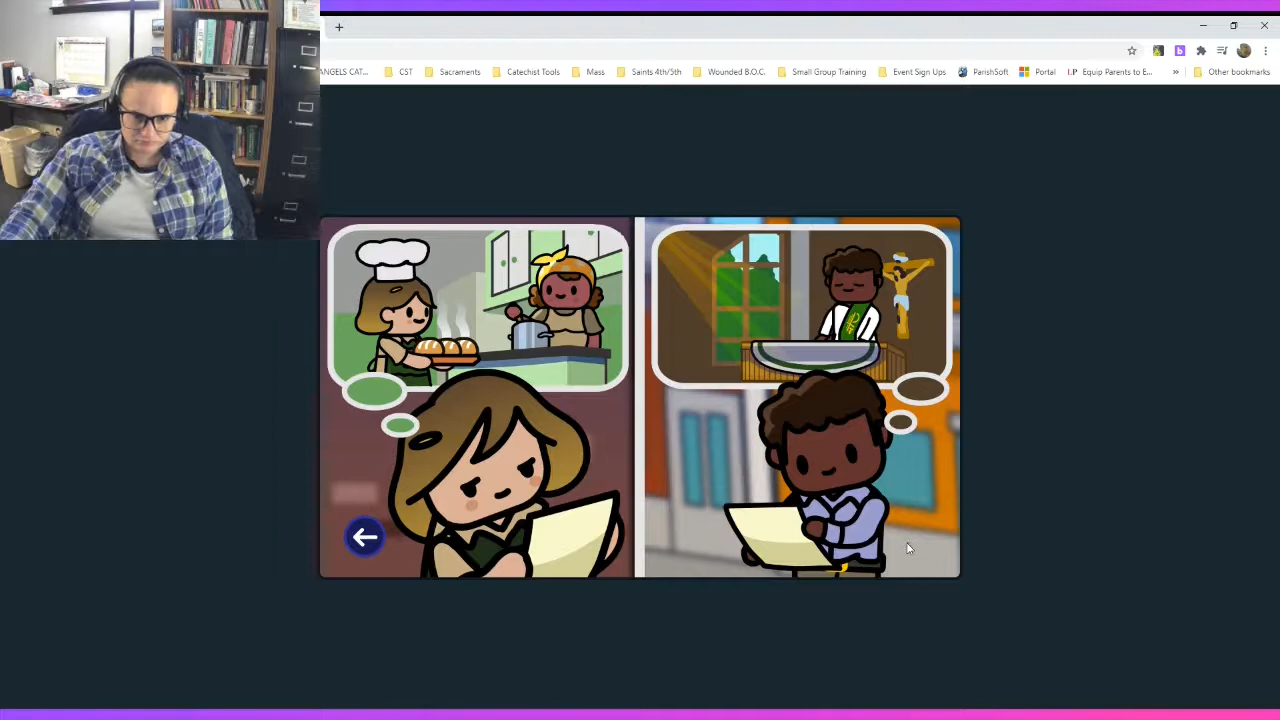 ANGELS CAT... CST Sacraments Catechist Tools Mass Saints 4th/5th Wounded B.O.C. Small Group Training Event Sign Ups ParishSoft Portal I.P Equip Parents to E... » Other bookmarks